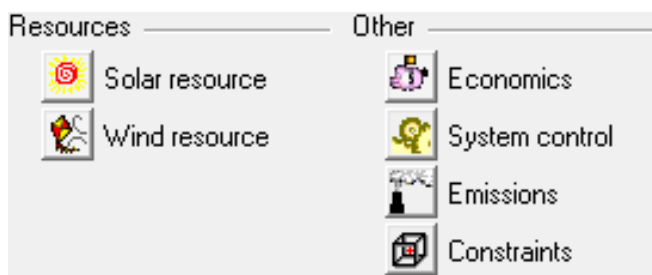 Resources
Solar resource
Wind resource
Other
Economics
System control
Emissions
Constraints